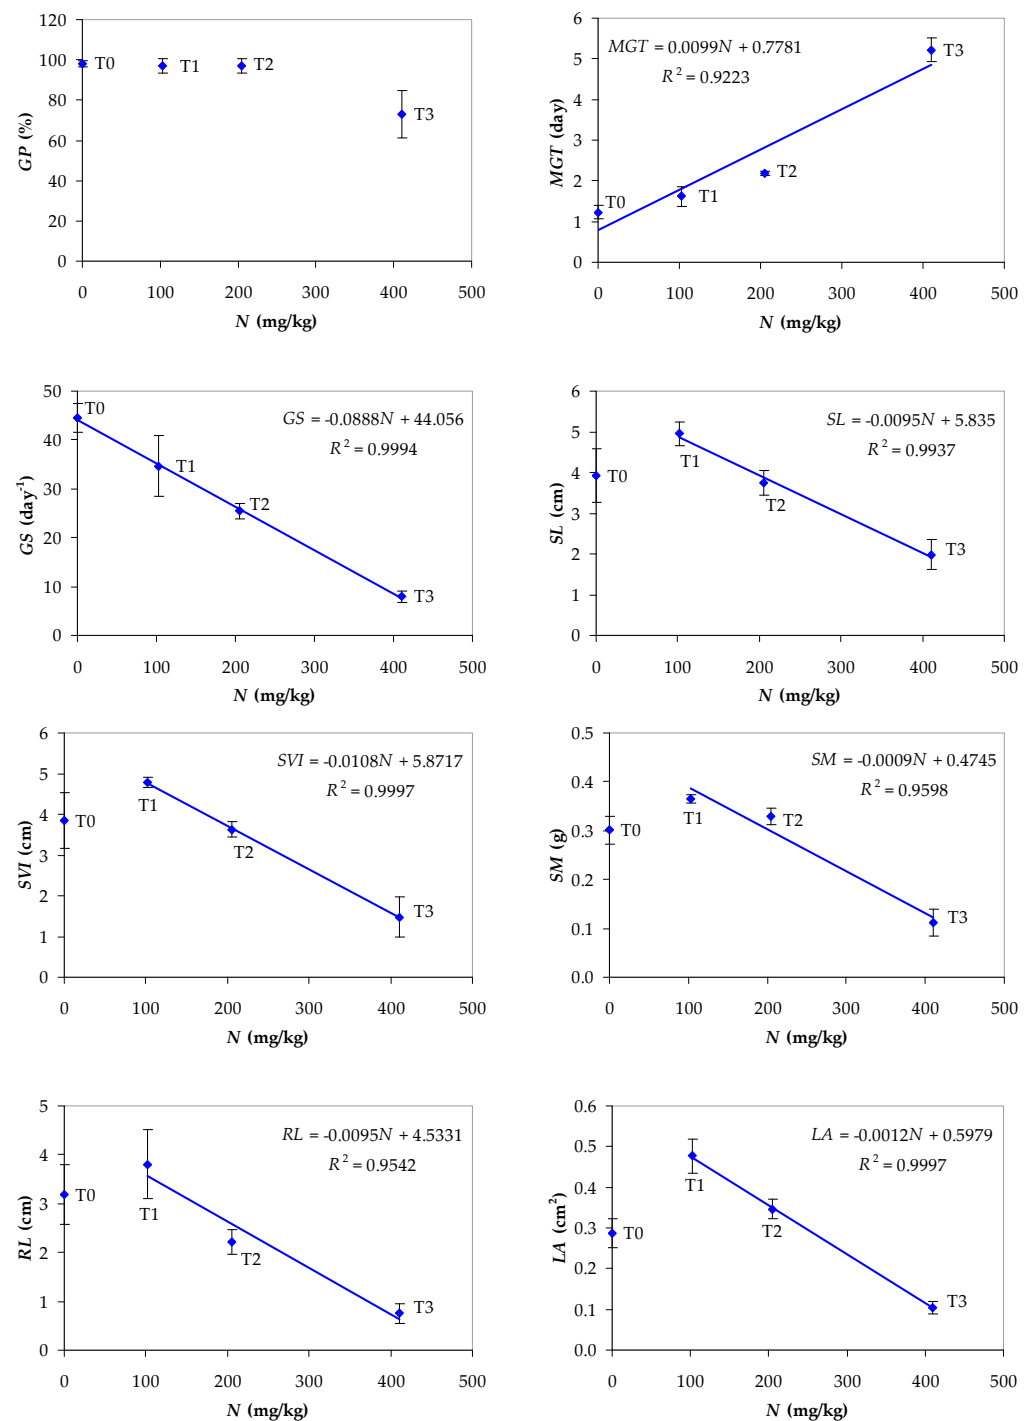 120
100
80
60
40
20
0
GP (%)
T0
T1
T2
T3
0 100 200 300 400 500
N (mg/kg)
6
5
4
3
2
1
0
MGT (day)
MGT = 0.0099N + 0.7781
R² = 0.9223
T0
T1
T2
T3
0 100 200 300 400 500
N (mg/kg)
50
40
30
20
10
0
GS (day⁻¹)
GS = -0.0888N + 44.056
R² = 0.9994
T0
T1
T2
T3
0 100 200 300 400 500
N (mg/kg)
6
5
4
3
2
1
0
SL (cm)
SL = -0.0095N + 5.835
R² = 0.9937
T0
T1
T2
T3
0 100 200 300 400 500
N (mg/kg)
6
5
4
3
2
1
0
SVI (cm)
SVI = -0.0108N + 5.8717
R² = 0.9997
T0
T1
T2
T3
0 100 200 300 400 500
N (mg/kg)
0.5
0.4
0.3
0.2
0.1
0.0
SM (g)
SM = -0.0009N + 0.4745
R² = 0.9598
T0
T1
T2
T3
0 100 200 300 400 500
N (mg/kg)
5
4
3
2
1
0
RL (cm)
RL = -0.0095N + 4.5331
R² = 0.9542
T0
T1
T2
T3
0 100 200 300 400 500
N (mg/kg)
0.6
0.5
0.4
0.3
0.2
0.1
0.0
LA (cm²)
LA = -0.0012N + 0.5979
R² = 0.9997
T0
T1
T2
T3
0 100 200 300 400 500
N (mg/kg)